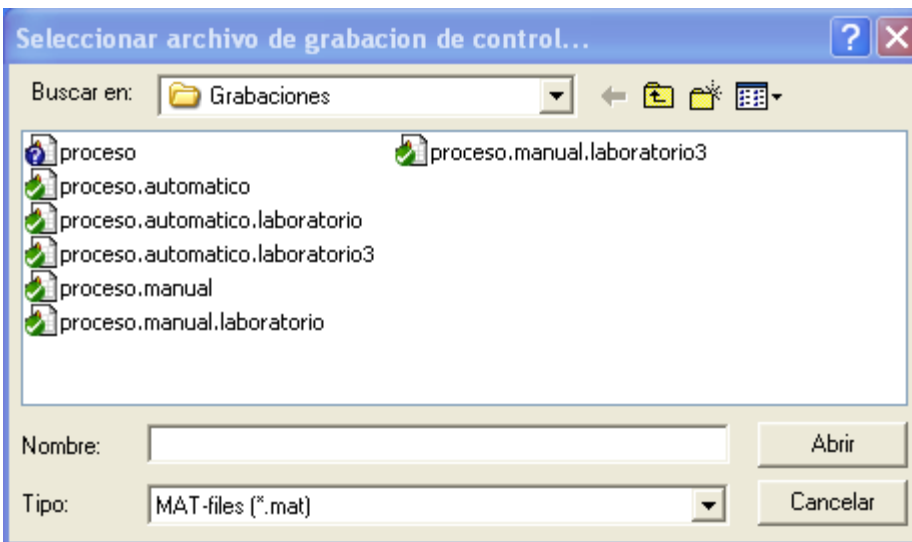 Seleccionar archivo de grabacion de control...
Buscar en: Grabaciones
proceso
proceso.automatico
proceso.automatico.laboratorio
proceso.automatico.laboratorio3
proceso.manual
proceso.manual.laboratorio
proceso.manual.laboratorio3
Nombre: Abrir
Tipo: MAT-files (*.mat) Cancelar